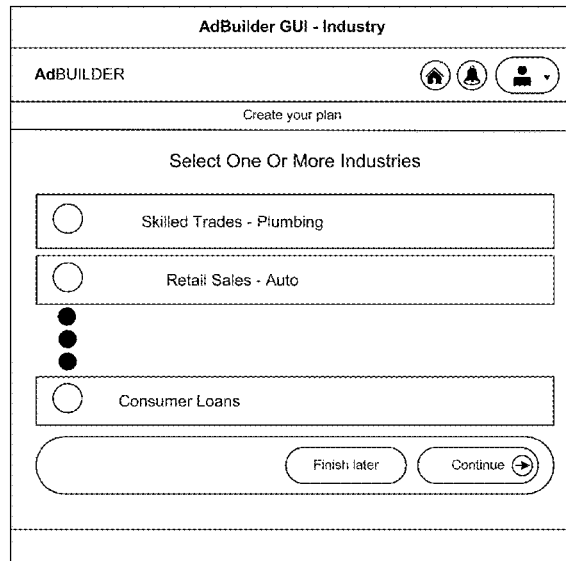 AdBuilder GUI - Industry
AdBUILDER
Create your plan
Select One Or More Industries
Skilled Trades - Plumbing
Retail Sales - Auto
Consumer Loans
Finish later
Continue